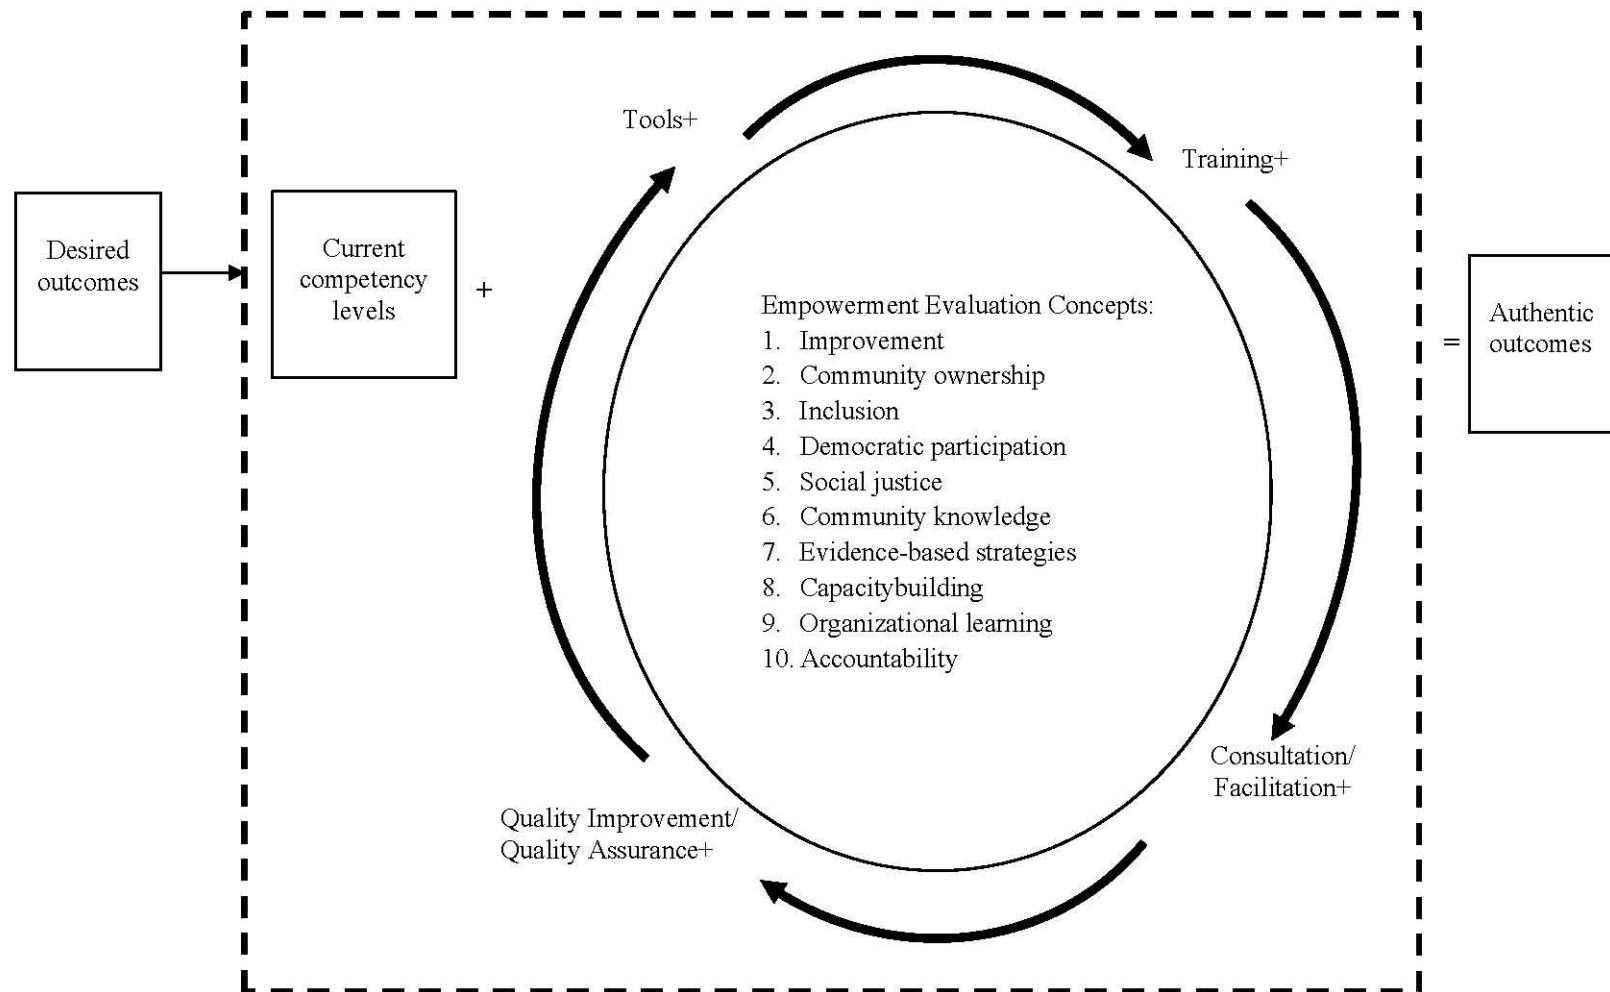 Tools+
Training+
Desired
outcomes
Current
competency
levels
+
Empowerment Evaluation Concepts:
1. Improvement
2. Community ownership
3. Inclusion
4. Democratic participation
5. Social justice
6. Community knowledge
7. Evidence-based strategies
8. Capacitybuilding
9. Organizational learning
10. Accountability
=
Authentic
outcomes
Consultation/
Facilitation+
Quality Improvement/
Quality Assurance+